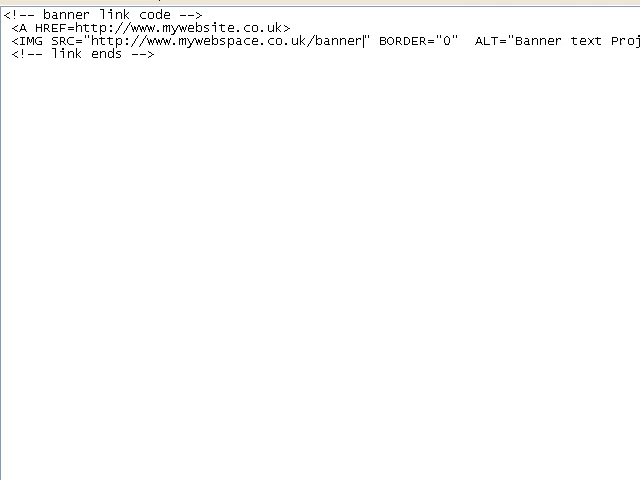 <!-- banner link code -->
<A HREF=http://www.mywebsite.co.uk>
<IMG SRC="http://www.mywebspace.co.uk/banner" BORDER="0"  ALT="Banner text Proj
<!-- link ends -->